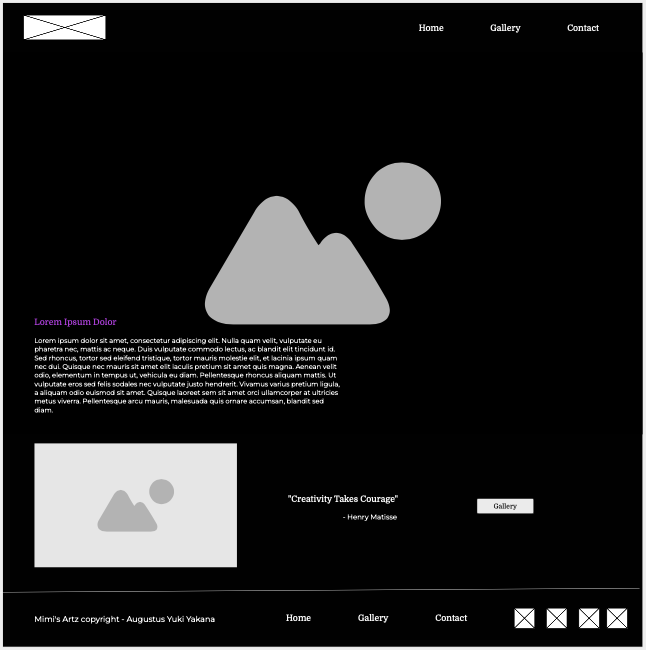 Home Gallery Contact
Lorem Ipsum Dolor
Lorem ipsum dolor sit amet, consectetur adipiscing elit. Nulla quam velit, vulputate eu
pharetra nec, mattis ac neque. Duis vulputate commodo lectus, ac blandit elit tincidunt id.
Sed rhoncus, tortor sed eleifend tristique, tortor mauris molestie elit, et lacinia ipsum quam
nec dui. Quisque nec mauris sit amet elit iaculis pretium sit amet quis magna. Aenean velit
odio, elementum in tempus ut, vehicula eu diam. Pellentesque rhoncus aliquam mattis. Ut
vulputate eros sed felis sodales nec vulputate justo hendrerit. Vivamus varius pretium ligula,
a aliquam odio euismod sit amet. Quisque laoreet sem sit amet orci ullamcorper at ultricies
metus viverra. Pellentesque arcu mauris, malesuada quis ornare accumsan, blandit sed
diam.
"Creativity Takes Courage"
- Henry Matisse
Gallery
Mimi's Artz copyright - Augustus Yuki Yakana
Home Gallery Contact